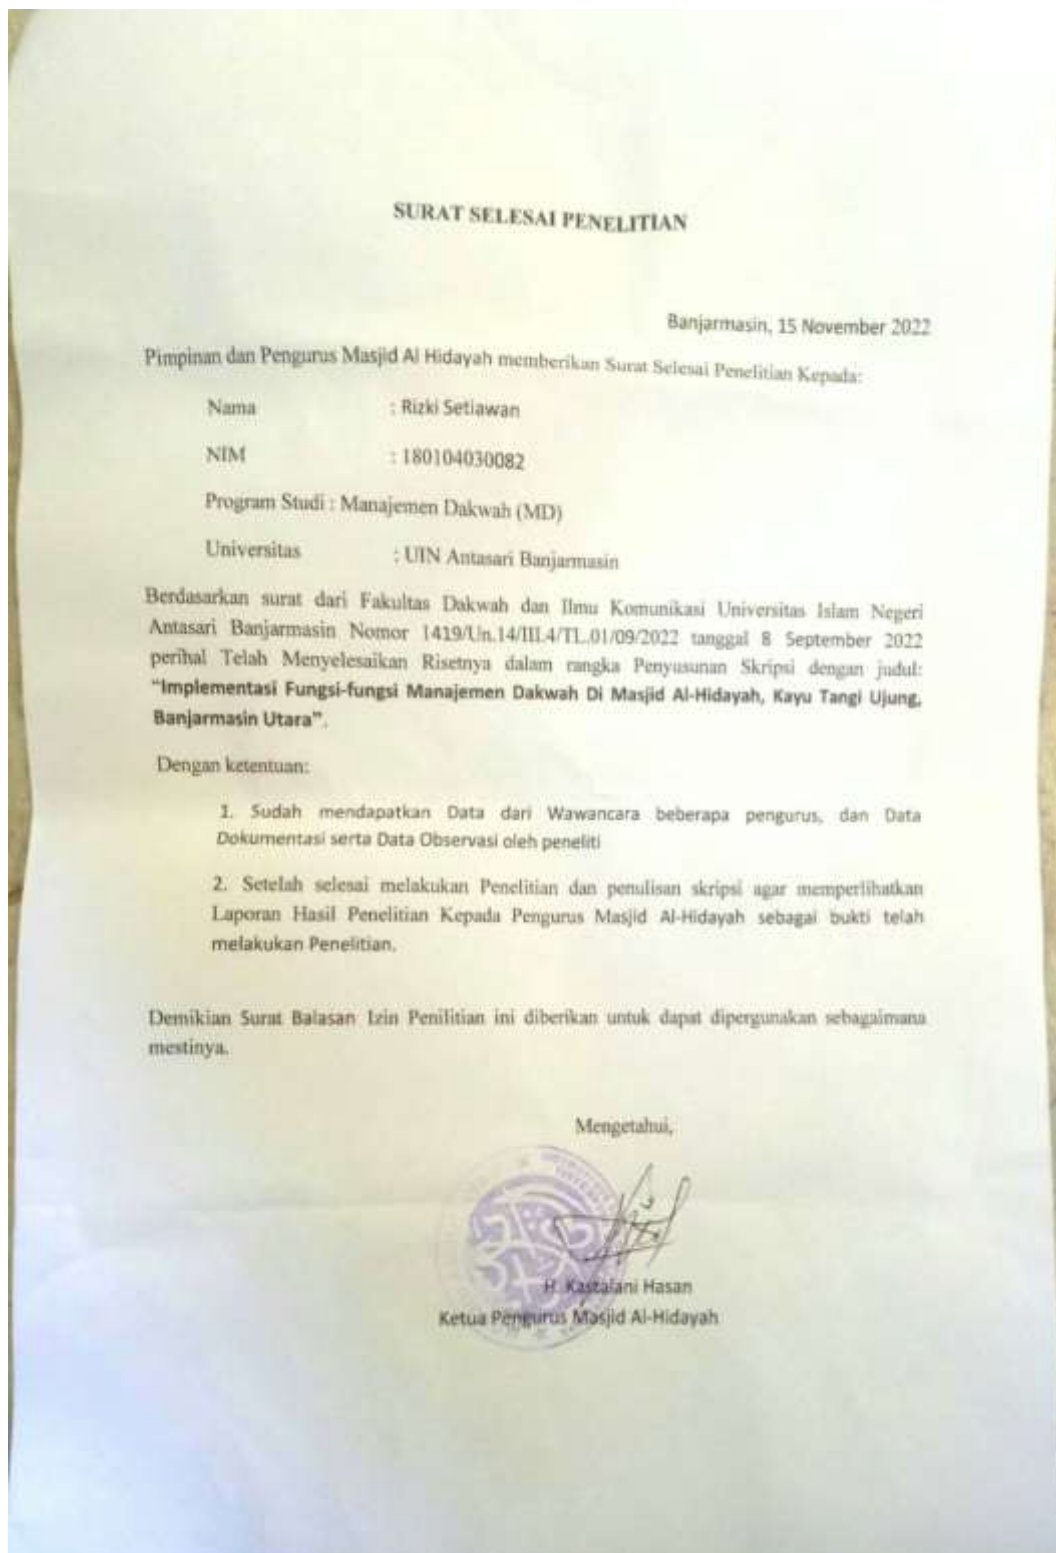 SURAT SELESAI PENELITIAN
Banjarmasin, 15 November 2022
Pimpinan dan Pengurus Masjid Al Hidayah memberikan Surat Selesai Penelitian Kepada:
Nama : Rizki Setiawan
NIM : 180104030082
Program Studi : Manajemen Dakwah (MD)
Universitas : UIN Antasari Banjarmasin
Berdasarkan surat dari Fakultas Dakwah dan Ilmu Komunikasi Universitas Islam Negeri
Antasari Banjarmasin Nomor 1419/Un.14/III.4/TL.01/09/2022 tanggal 8 September 2022
perihal Telah Menyelesaikan Risetnya dalam rangka Penyusunan Skripsi dengan judul:
"Implementasi Fungsi-fungsi Manajemen Dakwah Di Masjid Al-Hidayah, Kayu Tangi Ujung,
Banjarmasin Utara".
Dengan ketentuan:
1. Sudah mendapatkan Data dari Wawancara beberapa pengurus, dan Data
Dokumentasi serta Data Observasi oleh peneliti
2. Setelah selesai melakukan Penelitian dan penulisan skripsi agar memperlihatkan
Laporan Hasil Penelitian Kepada Pengurus Masjid Al-Hidayah sebagai bukti telah
melakukan Penelitian.
Demikian Surat Balasan Izin Penilitian ini diberikan untuk dapat dipergunakan sebagaimana
mestinya.
Mengetahui,
H. Kastalani Hasan
Ketua Pengurus Masjid Al-Hidayah